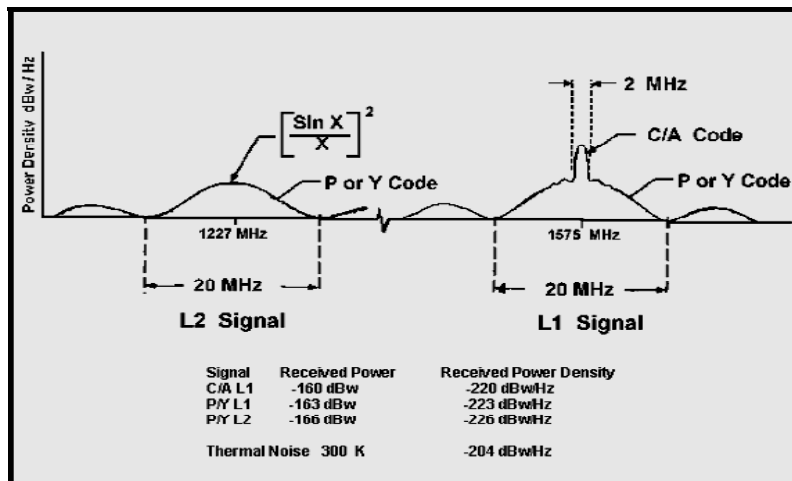 Power Density dBw / Hz
2 MHz
C/A Code
[Sin X / X]²
P or Y Code
P or Y Code
1227 MHz
1575 MHz
20 MHz
20 MHz
L2 Signal
L1 Signal
Signal Received Power Received Power Density
C/A L1 -160 dBw -220 dBw/Hz
P/Y L1 -163 dBw -223 dBw/Hz
P/Y L2 -166 dBw -226 dBw/Hz
Thermal Noise 300 K -204 dBw/Hz